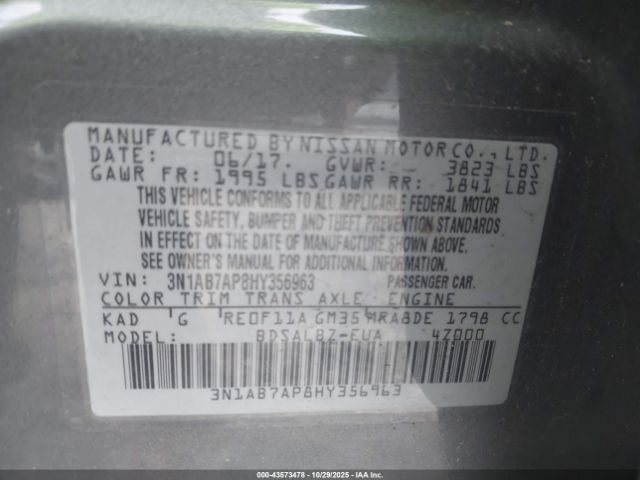 MANUFACTURED BY NISSAN MOTOR CO., LTD.
DATE: 06/17. GVWR: 3823 LBS
GAWR FR: 1995 LBS GAWR RR: 1841 LBS
THIS VEHICLE CONFORMS TO ALL APPLICABLE FEDERAL MOTOR
VEHICLE SAFETY, BUMPER AND THEFT PREVENTION STANDARDS
IN EFFECT ON THE DATE OF MANUFACTURE SHOWN ABOVE.
SEE OWNER'S MANUAL FOR ADDITIONAL INFORMATION.
VIN: 3N1AB7AP8HY356963 PASSENGER CAR.
COLOR TRIM TRANS AXLE ENGINE
KAD G RE0F11A GM35 MRA8DE 1798 CC
MODEL: BDSALBZ-EUA 4Z000
3N1AB7AP8HY356963
000-43573478 - 10/29/2025 - IAAI.COM